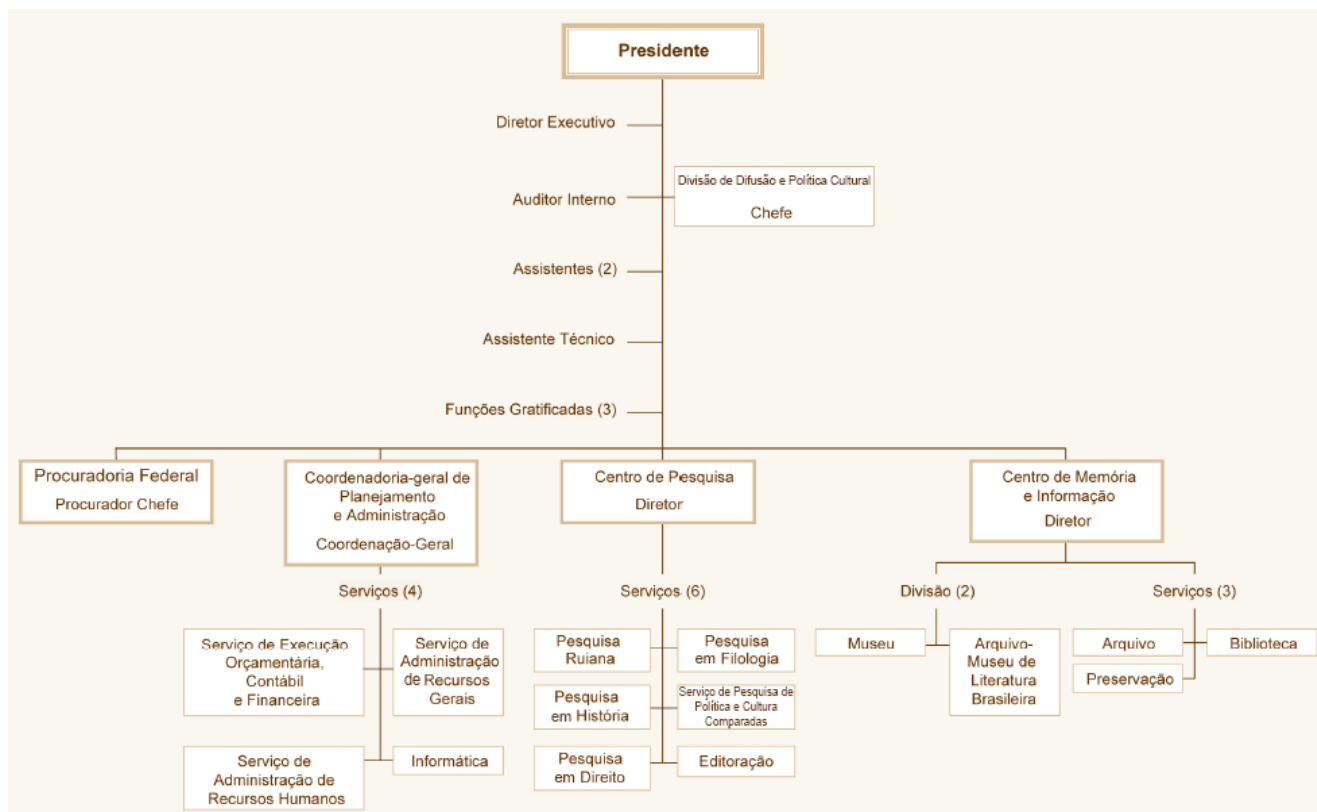 Presidente
Diretor Executivo
Auditor Interno
Divisão de Difusão e Política Cultural
Chefe
Assistentes (2)
Assistente Técnico
Funções Gratificadas (3)
Procuradoria Federal
Procurador Chefe
Coordenadoria-geral de
Planejamento
e Administração
Coordenação-Geral
Centro de Pesquisa
Diretor
Centro de Memória
e Informação
Diretor
Serviços (4)
Serviço de Execução
Orçamentária,
Contábil
e Financeira
Serviço de
Administração
de Recursos
Gerais
Serviço de
Administração de
Recursos Humanos
Informática
Serviços (6)
Pesquisa
Ruiana
Pesquisa
em Filologia
Pesquisa
em História
Serviço de Pesquisa de
Política e Cultura
Comparadas
Pesquisa
em Direito
Editoração
Divisão (2)
Museu
Arquivo-
Museu de
Literatura
Brasileira
Serviços (3)
Arquivo
Biblioteca
Preservação